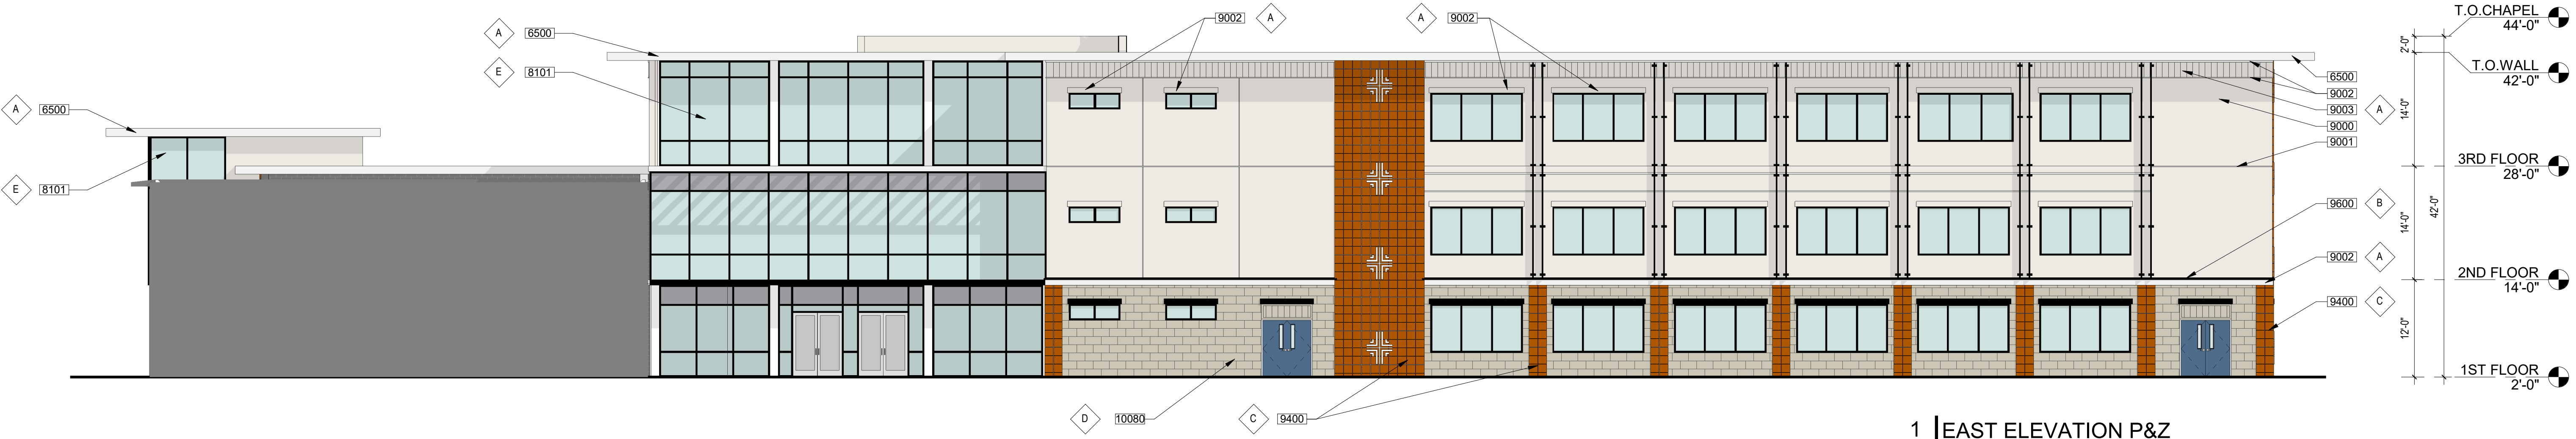 9002 A
A 9002
T.O.CHAPEL
44'-0"
A 6500
2'-0"
T.O.WALL
42'-0"
E 8101
6500
9002
A 6500
9003 A
14'-0"
9000
9001
3RD FLOOR
28'-0"
E 8101
9600 B
14'-0"
42'-0"
9002 A
2ND FLOOR
14'-0"
9400 C
12'-0"
1ST FLOOR
2'-0"
D 10080
C 9400
1 EAST ELEVATION P&Z